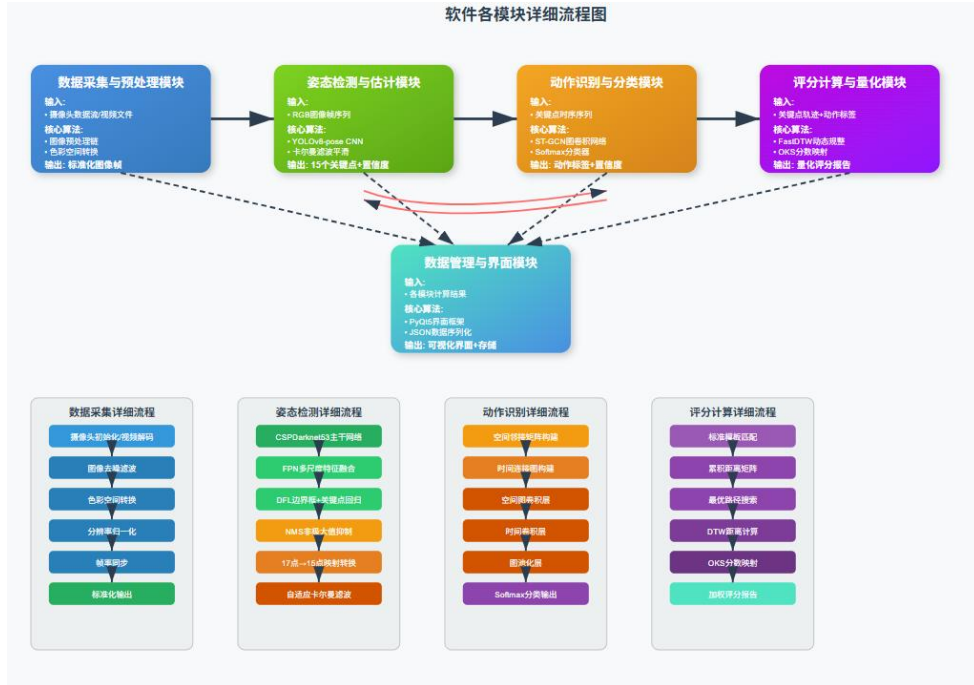 软件各模块详细流程图
数据采集与预处理模块
输入:
• 摄像头数据流/视频文件
核心算法:
• 图像预处理链
• 色彩空间转换
输出: 标准化图像帧
姿态检测与估计模块
输入:
• RGB图像帧序列
核心算法:
• YOLOv8-pose CNN
• 卡尔曼滤波平滑
输出: 15个关键点+置信度
动作识别与分类模块
输入:
• 关键点时序序列
核心算法:
• ST-GCN图卷积网络
• Softmax分类器
输出: 动作标签+置信度
评分计算与量化模块
输入:
• 关键点轨迹+动作标签
核心算法:
• FastDTW动态规整
• OKS分数映射
输出: 量化评分报告
数据管理与界面模块
输入:
• 各模块计算结果
核心算法:
• PyQt5界面框架
• JSON数据序列化
输出: 可视化界面+存储
数据采集详细流程
摄像头初始化/视频解码
图像去噪滤波
色彩空间转换
分辨率归一化
帧率同步
标准化输出
姿态检测详细流程
CSPDarknet53主干网络
FPN多尺度特征融合
DFL边界框+关键点回归
NMS非极大值抑制
17点→15点映射转换
自适应卡尔曼滤波
动作识别详细流程
空间邻接矩阵构建
时间连接图构建
空间图卷积层
时间卷积层
图池化层
Softmax分类输出
评分计算详细流程
标准模板匹配
累积距离矩阵
最优路径搜索
DTW距离计算
OKS分数映射
加权评分报告